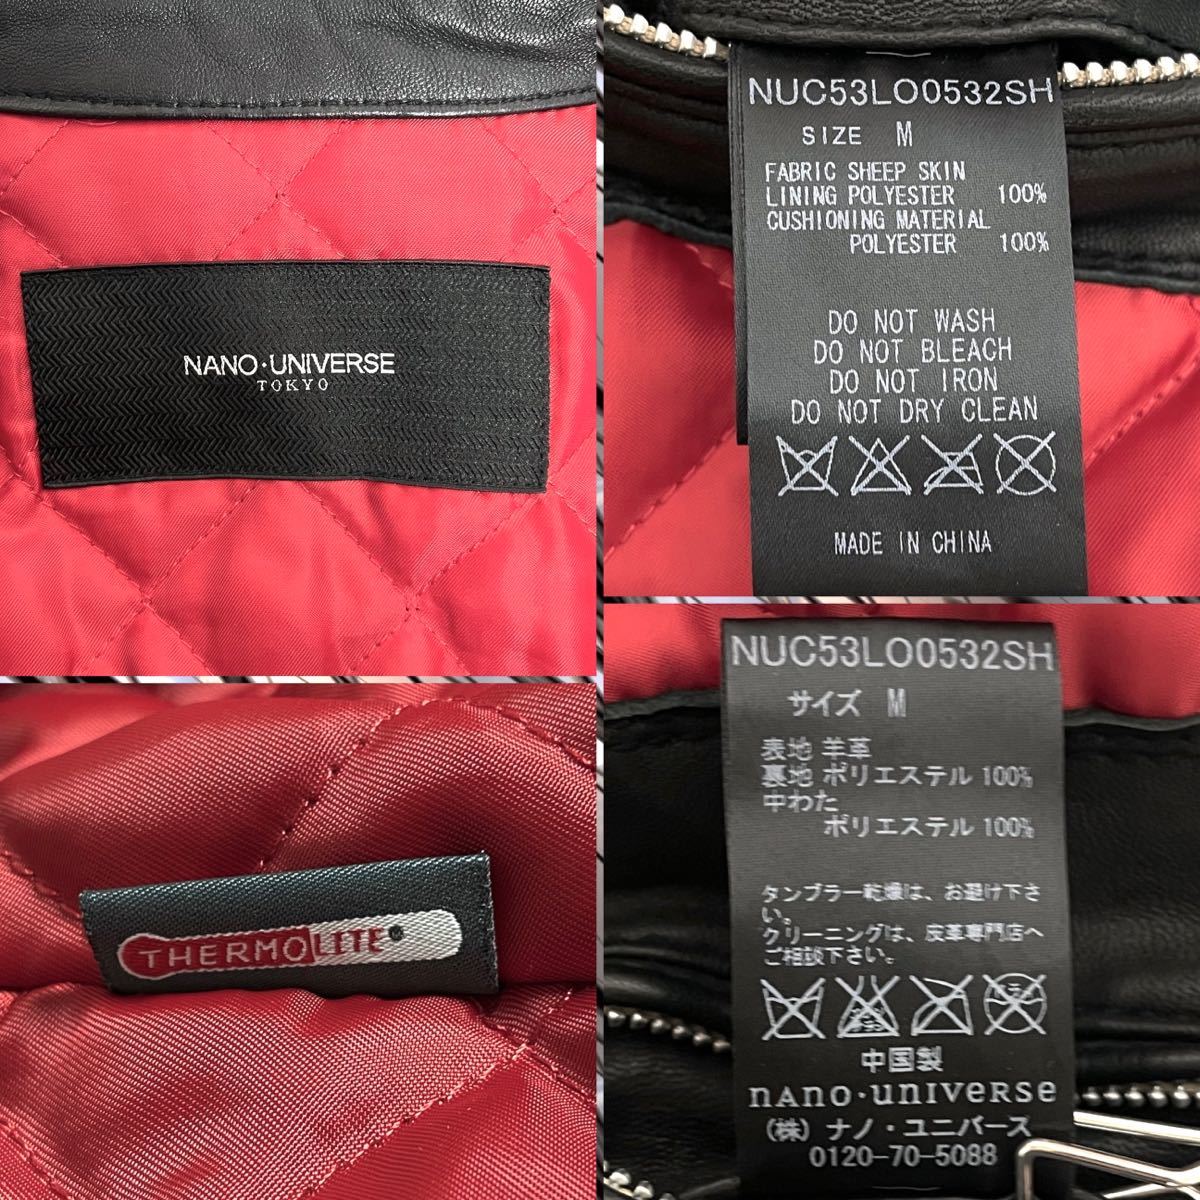 NANO・UNIVERSE
TOKYO
NUC53LO0532SH
SIZE M
FABRIC SHEEP SKIN
LINING POLYESTER 100%
CUSHIONING MATERIAL
POLYESTER 100%
DO NOT WASH
DO NOT BLEACH
DO NOT IRON
DO NOT DRY CLEAN
MADE IN CHINA
THERMOLITE®
NUC53LO0532SH
サイズ M
表地 羊革
裏地 ポリエステル 100%
中わた
ポリエステル 100%
タンブラー乾燥は、お避け下さ
い。
クリーニングは、皮革専門店へ
ご相談下さい。
中国製
nAno・universe
(株) ナノ・ユニバース
0120-70-5088